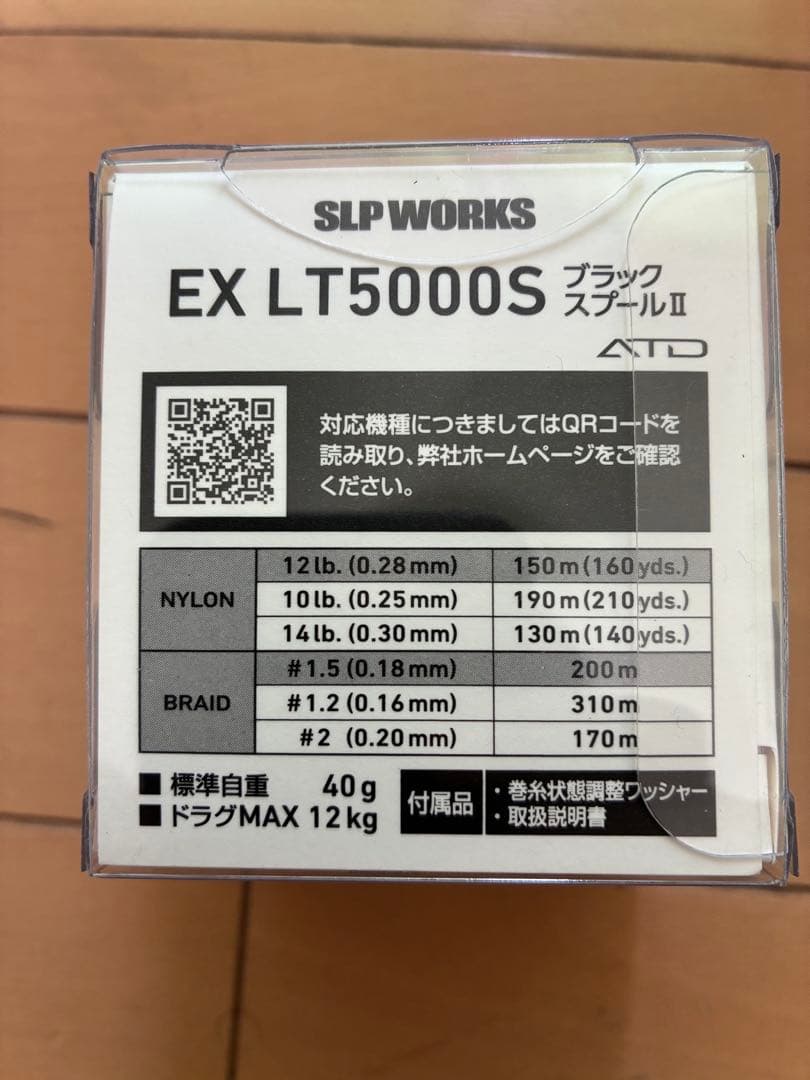 SLP WORKS
EX LT5000S ブラック
スプールⅡ
ATD
対応機種につきましてはQRコードを
読み取り、弊社ホームページをご確認
ください。
NYLON
12 lb. (0.28 mm) 150 m (160 yds.)
10 lb. (0.25 mm) 190 m (210 yds.)
14 lb. (0.30 mm) 130 m (140 yds.)
BRAID
#1.5 (0.18 mm) 200 m
#1.2 (0.16 mm) 310 m
#2 (0.20 mm) 170 m
■ 標準自重 40 g
■ ドラグMAX 12 kg
付属品
・巻糸状態調整ワッシャー
・取扱説明書